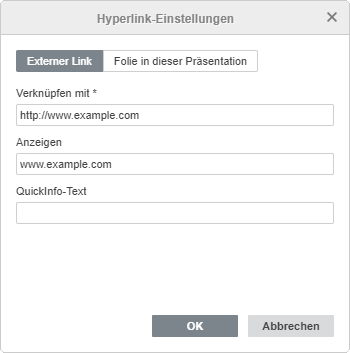 Hyperlink-Einstellungen
Externer Link Folie in dieser Präsentation
Verknüpfen mit *
http://www.example.com
Anzeigen
www.example.com
QuickInfo-Text
OK Abbrechen